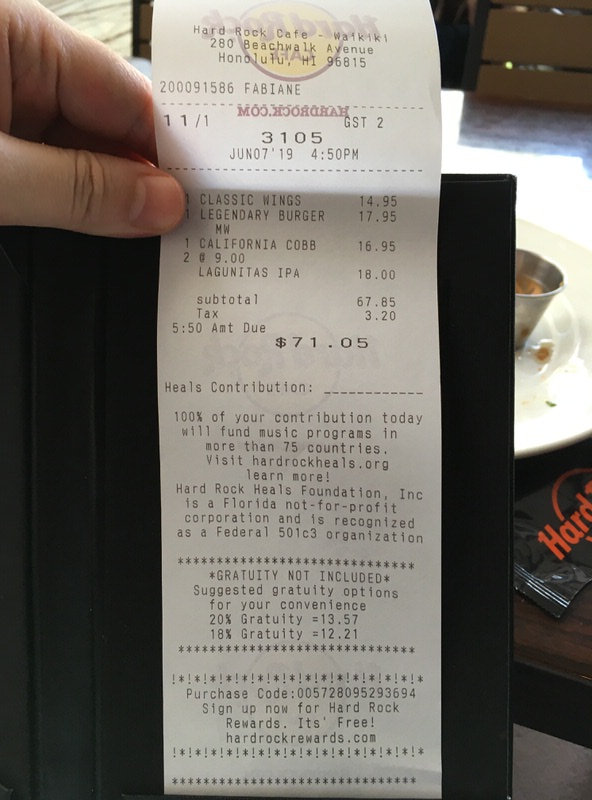 Hard Rock Cafe - Waikiki
280 Beachwalk Avenue
Honolulu, HI 96815
200091586 FABIANE
HARDROCK.COM
11/1 GST 2
3105
JUN07'19 4:50PM
1 CLASSIC WINGS 14.95
1 LEGENDARY BURGER 17.95
MW
1 CALIFORNIA COBB 16.95
2 @ 9.00
LAGUNITAS IPA 18.00
subtotal 67.85
Tax 3.20
5:50 Amt Due
$71.05
Heals Contribution: ____________
100% of your contribution today
will fund music programs in
more than 75 countries.
Visit hardrockheals.org
learn more!
Hard Rock Heals Foundation, Inc
is a Florida not-for-profit
corporation and is recognized
as a Federal 501c3 organization
*****************************
*GRATUITY NOT INCLUDED*
Suggested gratuity options
for your convenience
20% Gratuity =13.57
18% Gratuity =12.21
*****************************
!*!*!*!*!*!*!*!*!*!*!*!*!*!*!*
Purchase Code:005728095293694
Sign up now for Hard Rock
Rewards. Its' Free!
hardrockrewards.com
!*!*!*!*!*!*!*!*!*!*!*!*!*!*!*
*****************************
Hard